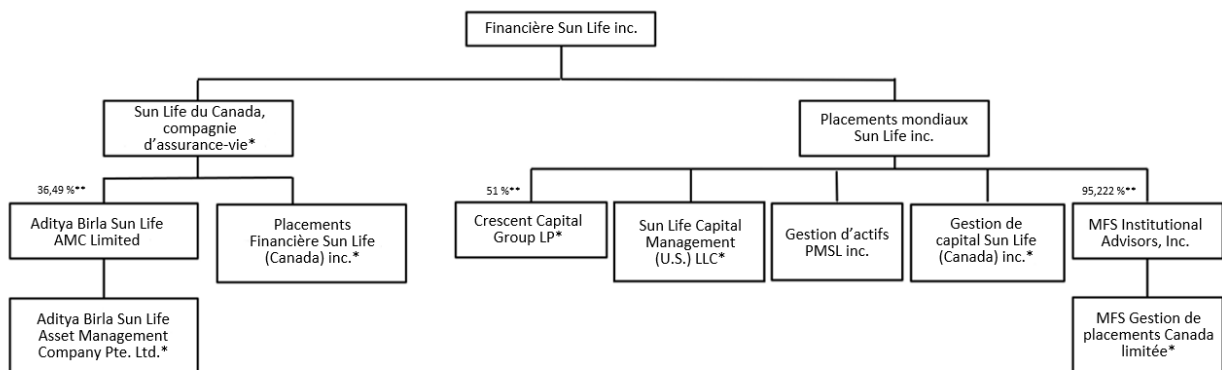 Financière Sun Life inc.
Sun Life du Canada,
compagnie
d’assurance-vie*
Placements mondiaux
Sun Life inc.
36,49 %**
Aditya Birla Sun Life
AMC Limited
Placements
Financière Sun Life
(Canada) inc.*
51 %**
Crescent Capital
Group LP*
Sun Life Capital
Management
(U.S.) LLC*
Gestion d’actifs
PMSL inc.
Gestion de
capital Sun Life
(Canada) inc.*
95,222 %**
MFS Institutional
Advisors, Inc.
Aditya Birla Sun Life
Asset Management
Company Pte. Ltd.*
MFS Gestion de
placements Canada
limitée*